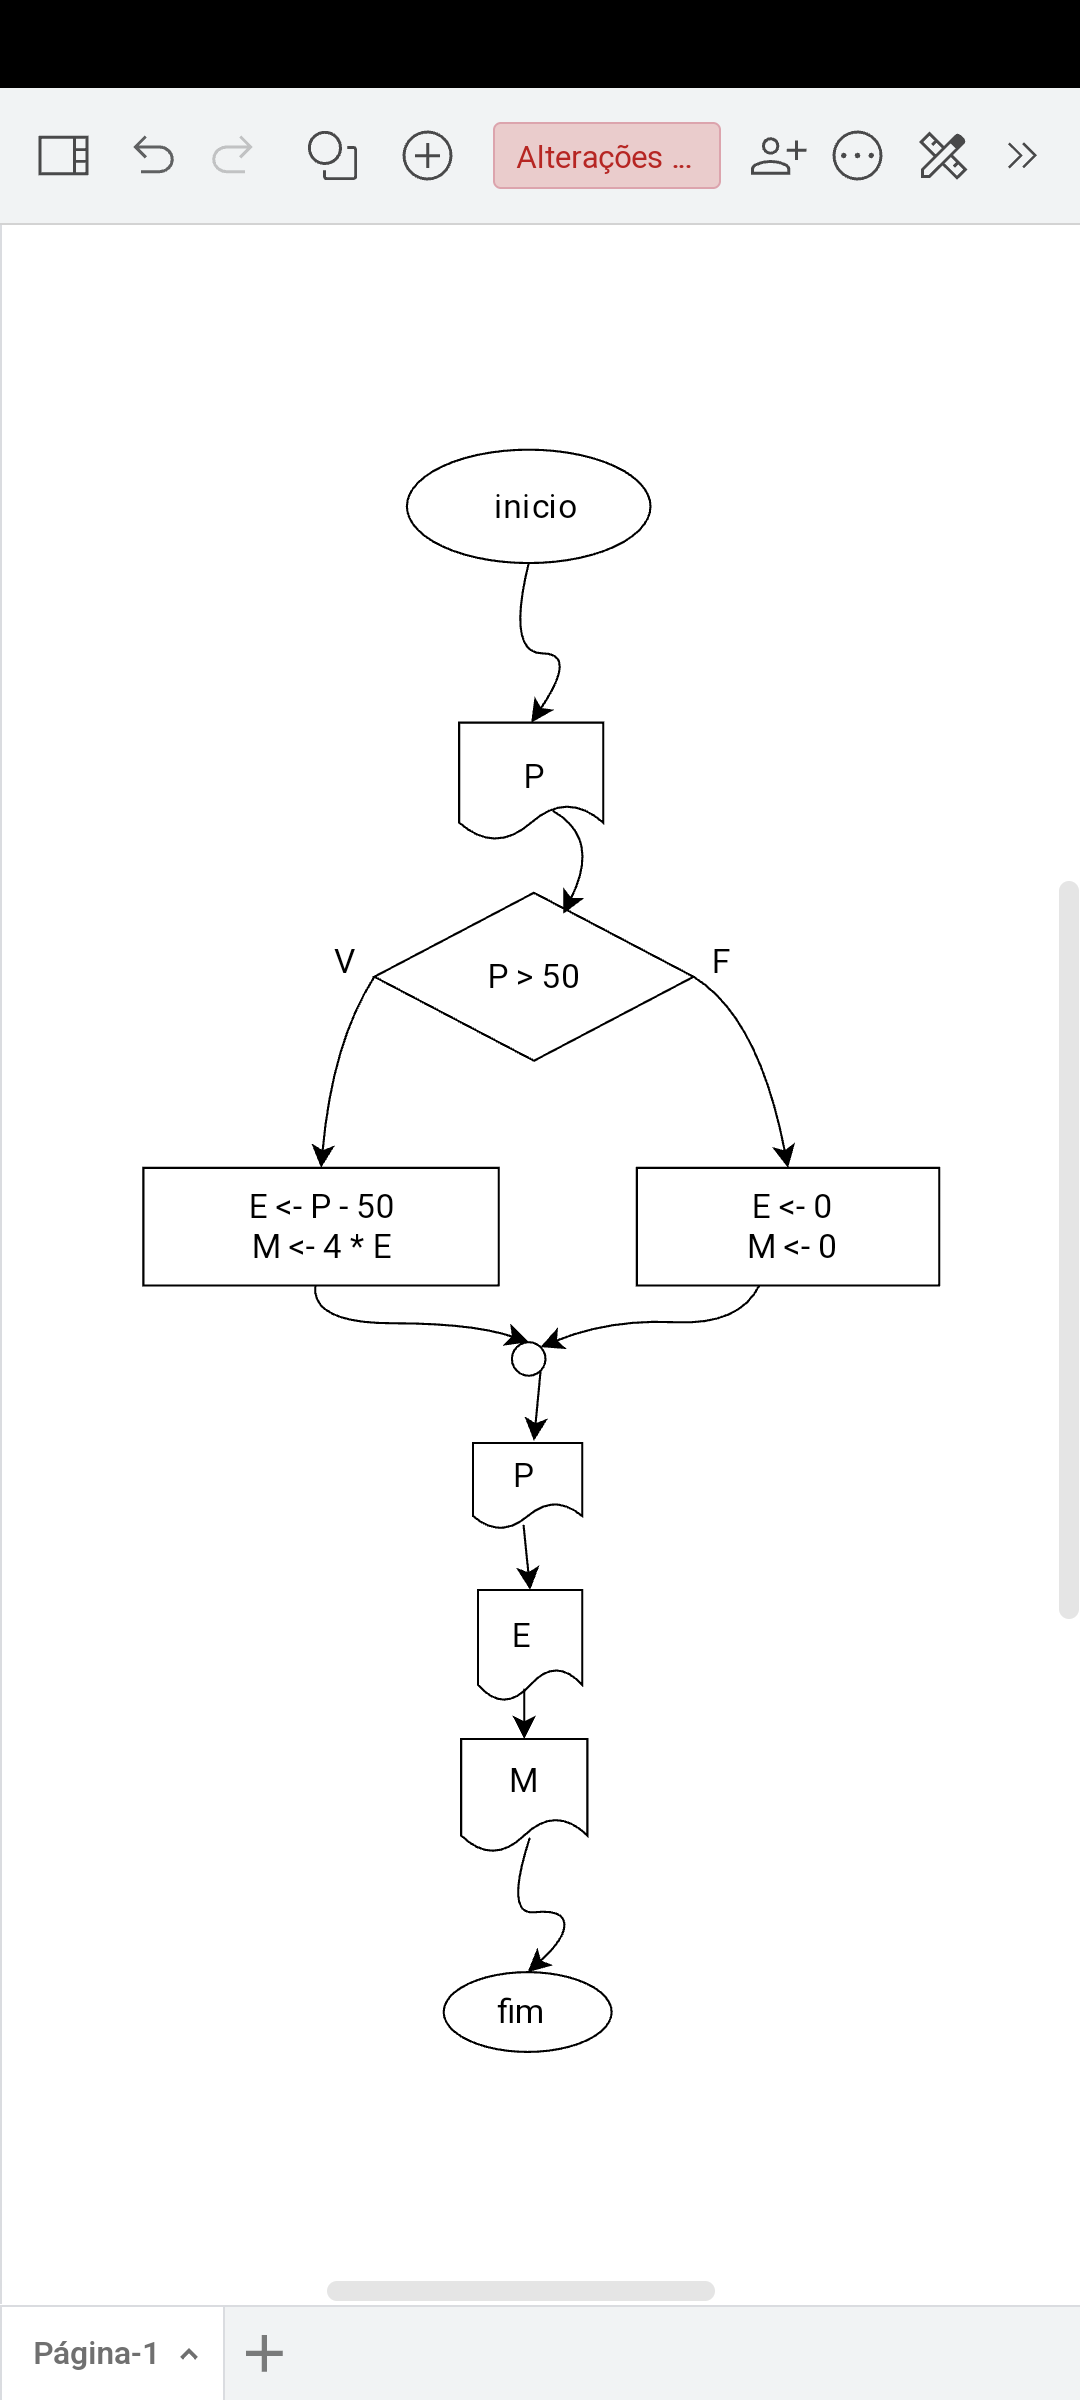 Alterações ...
inicio
P
P > 50
V
F
E <- P - 50
M <- 4 * E
E <- 0
M <- 0
P
E
M
fim
Página-1